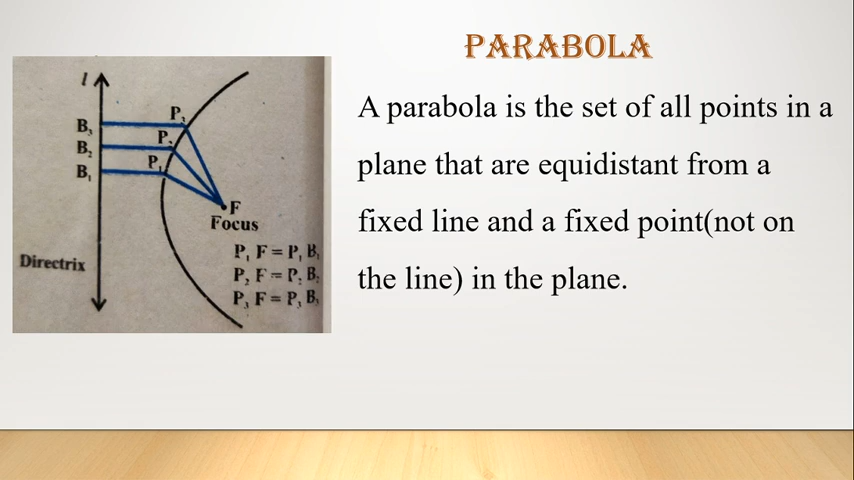 PARABOLA
A parabola is the set of all points in a
plane that are equidistant from a
fixed line and a fixed point(not on
the line) in the plane.
l
B₃
P₃
B₂
P₂
B₁
P₁
F
Focus
Directrix
P₁ F = P₁ B₁
P₂ F = P₂ B₂
P₃ F = P₃ B₃